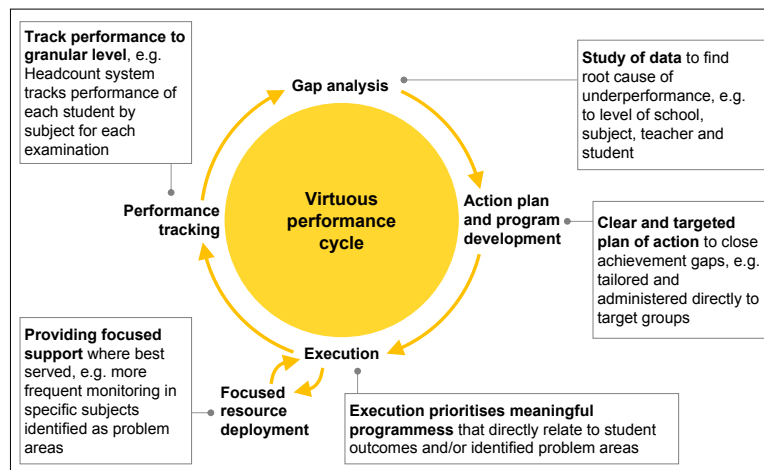 Track performance to
granular level, e.g.
Headcount system
tracks performance of
each student by
subject for each
examination
Gap analysis
Study of data to find
root cause of
underperformance, e.g.
to level of school,
subject, teacher and
student
Virtuous
performance
cycle
Performance
tracking
Action plan
and program
development
Clear and targeted
plan of action to close
achievement gaps, e.g.
tailored and
administered directly to
target groups
Providing focused
support where best
served, e.g. more
frequent monitoring in
specific subjects
identified as problem
areas
Execution
Focused
resource
deployment
Execution prioritises meaningful
programmess that directly relate to student
outcomes and/or identified problem areas